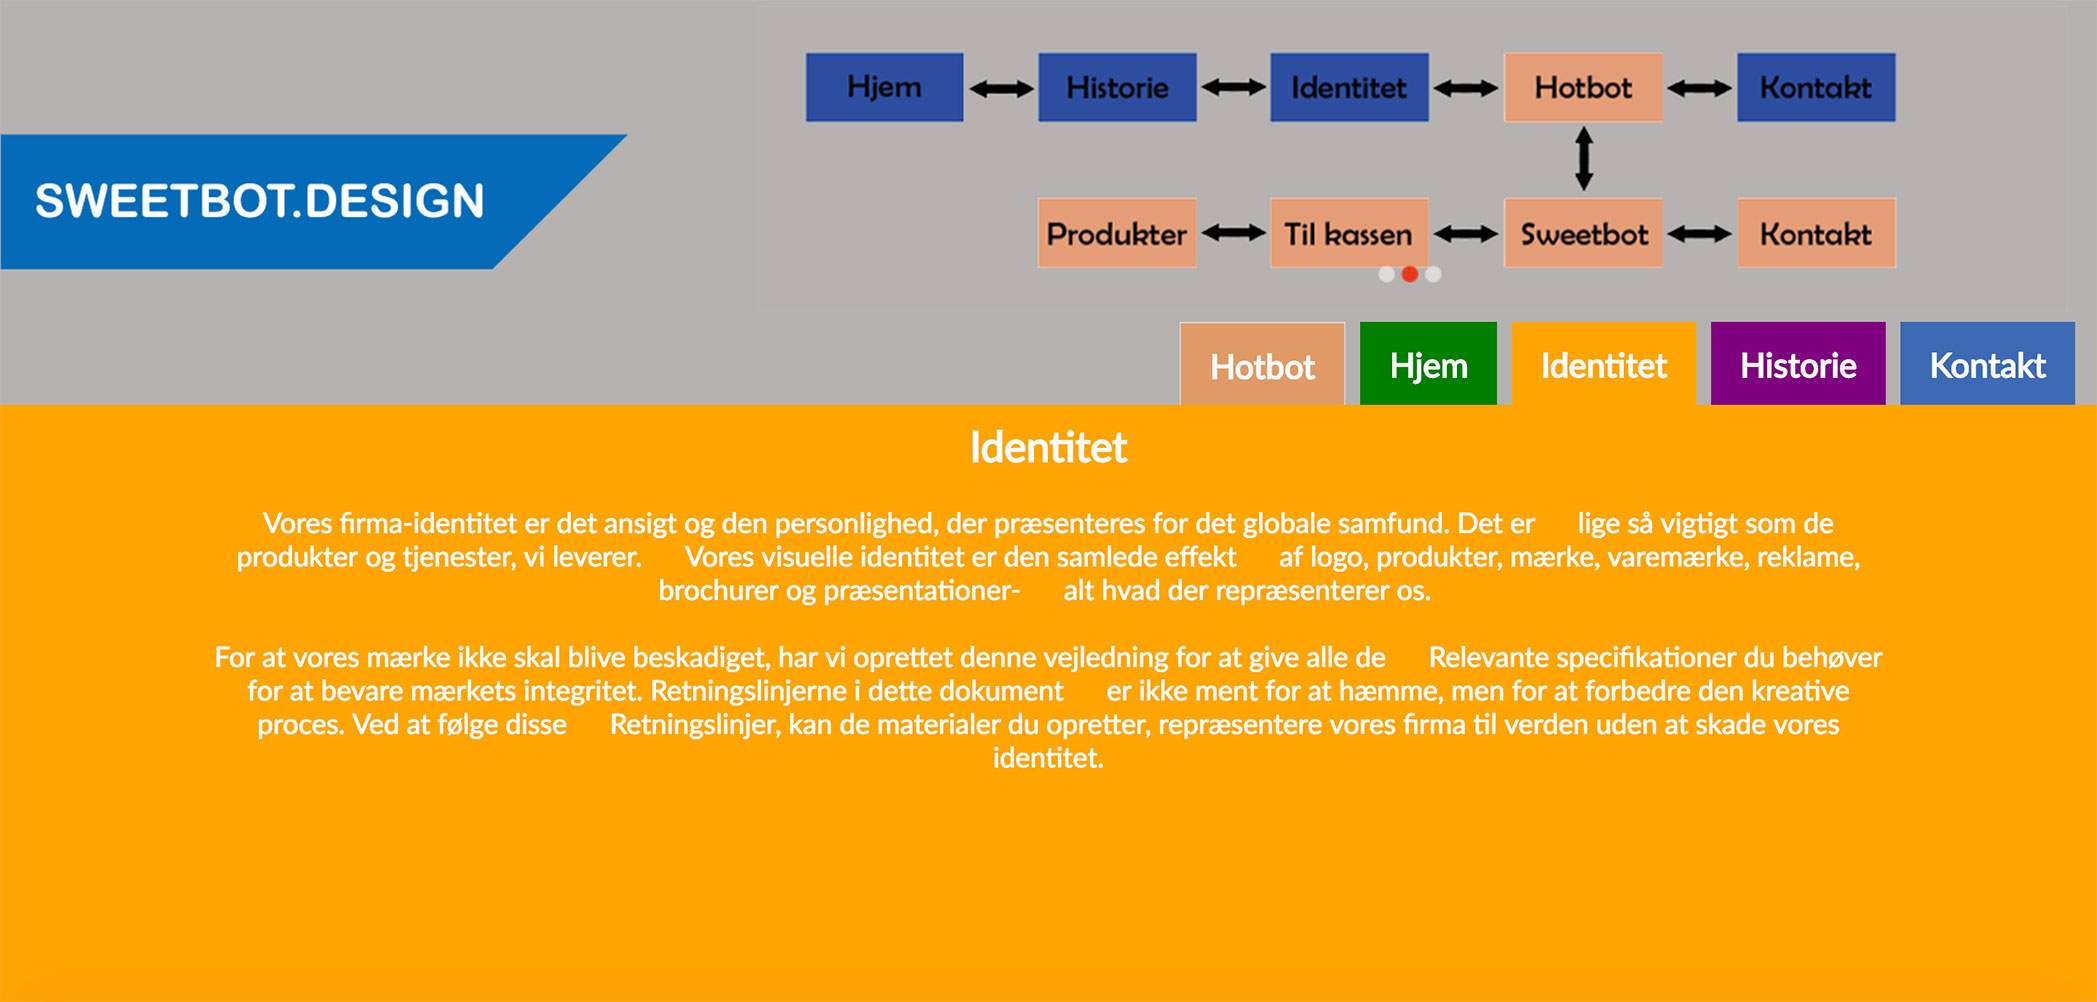 Hjem Historie Identitet Hotbot Kontakt
SWEETBOT.DESIGN
Produkter Til kassen Sweetbot Kontakt
Hotbot Hjem Identitet Historie Kontakt
Identitet
Vores firma-identitet er det ansigt og den personlighed, der præsenteres for det globale samfund. Det er lige så vigtigt som de
produkter og tjenester, vi leverer. Vores visuelle identitet er den samlede effekt af logo, produkter, mærke, varemærke, reklame,
brochurer og præsentationer- alt hvad der repræsenterer os.
For at vores mærke ikke skal blive beskadiget, har vi oprettet denne vejledning for at give alle de Relevante specifikationer du behøver
for at bevare mærkets integritet. Retningslinjerne i dette dokument er ikke ment for at hæmme, men for at forbedre den kreative
proces. Ved at følge disse Retningslinjer, kan de materialer du opretter, repræsentere vores firma til verden uden at skade vores
identitet.